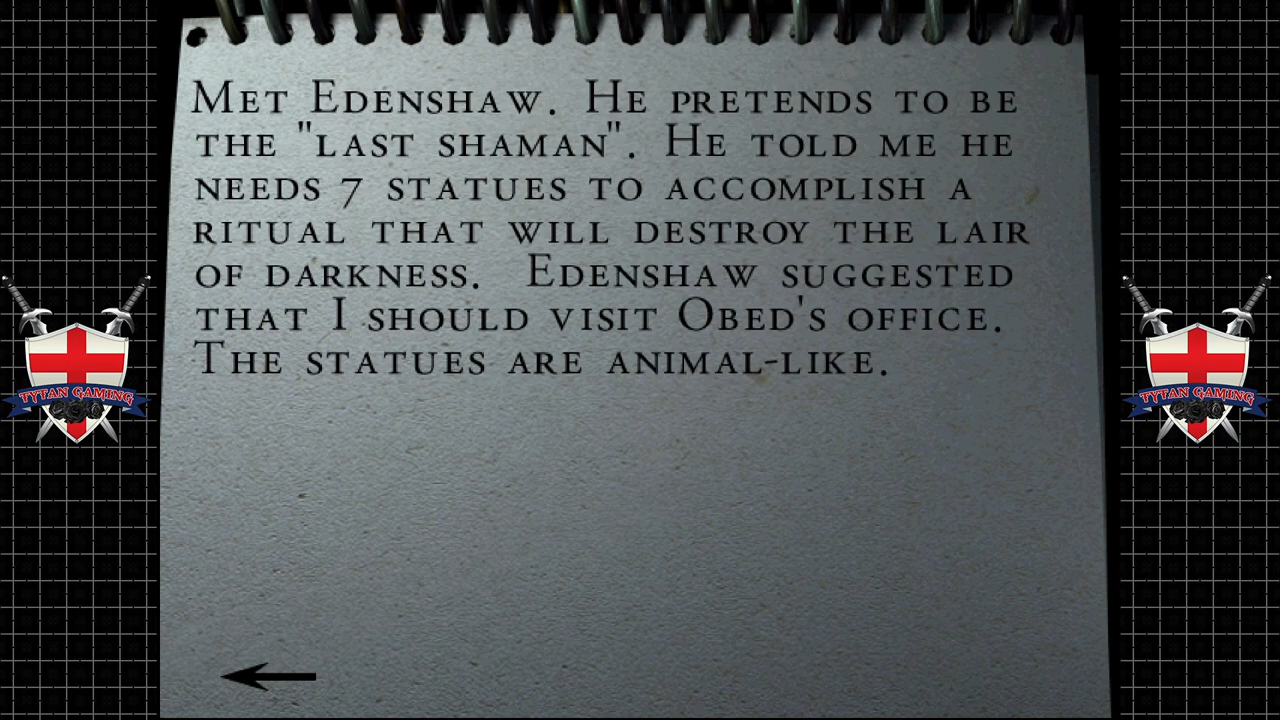 Met Edenshaw. He pretends to be
the "last shaman". He told me he
needs 7 statues to accomplish a
ritual that will destroy the lair
of darkness. Edenshaw suggested
that I should visit Obed's office.
The statues are animal-like.
TYTAN GAMING
TYTAN GAMING